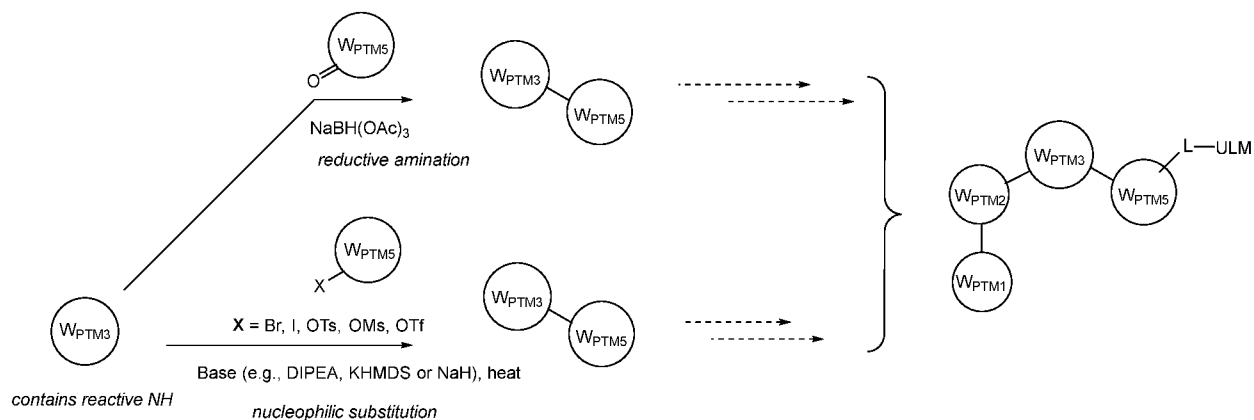 W_PTM5
O
NaBH(OAc)₃
reductive amination
W_PTM3
W_PTM5
W_PTM3
contains reactive NH
W_PTM5
X
X = Br, I, OTs, OMs, OTf
Base (e.g., DIPEA, KHMDS or NaH), heat
nucleophilic substitution
W_PTM3
W_PTM5
W_PTM1
W_PTM2
W_PTM3
W_PTM5
L—ULM